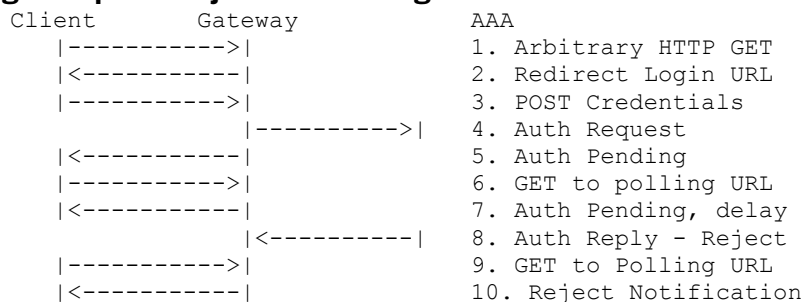 Client Gateway AAA
|----------->| 1. Arbitrary HTTP GET
|<-----------| 2. Redirect Login URL
|----------->| 3. POST Credentials
|---------->| 4. Auth Request
|<-----------| 5. Auth Pending
|----------->| 6. GET to polling URL
|<-----------| 7. Auth Pending, delay
|<----------| 8. Auth Reply - Reject
|----------->| 9. GET to Polling URL
|<-----------| 10. Reject Notification